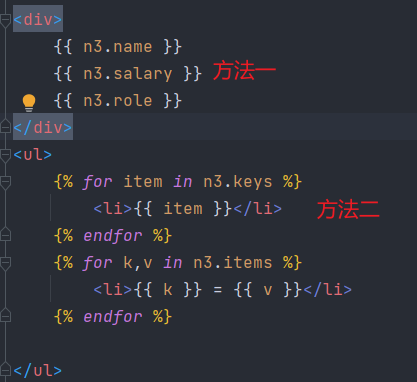 <div>
{{ n3.name }}
{{ n3.salary }} 方法一
{{ n3.role }}
</div>
<ul>
{% for item in n3.keys %}
<li>{{ item }}</li> 方法二
{% endfor %}
{% for k,v in n3.items %}
<li>{{ k }} = {{ v }}</li>
{% endfor %}
</ul>